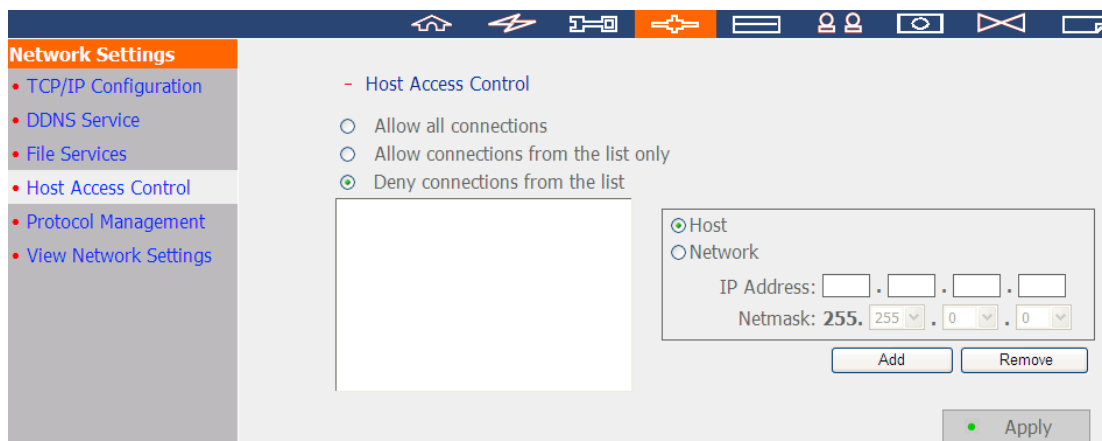 Network Settings
• TCP/IP Configuration
• DDNS Service
• File Services
• Host Access Control
• Protocol Management
• View Network Settings
– Host Access Control
Allow all connections
Allow connections from the list only
Deny connections from the list
Host
Network
IP Address: . . .
Netmask: 255. 255 . 0 . 0
Add Remove
• Apply